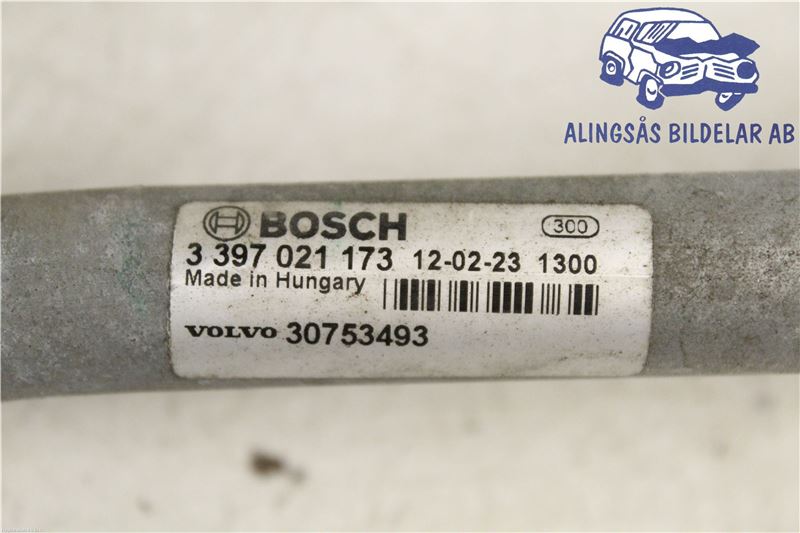 ALINGSÅS BILDELAR AB
BOSCH 300
3 397 021 173 12-02-23 1300
Made in Hungary
VOLVO 30753493